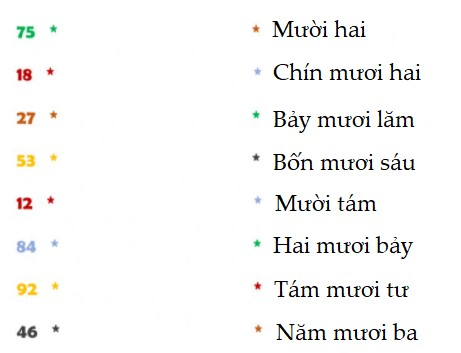 75 * * Mười hai
18 * * Chín mươi hai
27 * * Bảy mươi lăm
53 * * Bốn mươi sáu
12 * * Mười tám
84 * * Hai mươi bảy
92 * * Tám mươi tư
46 * * Năm mươi ba